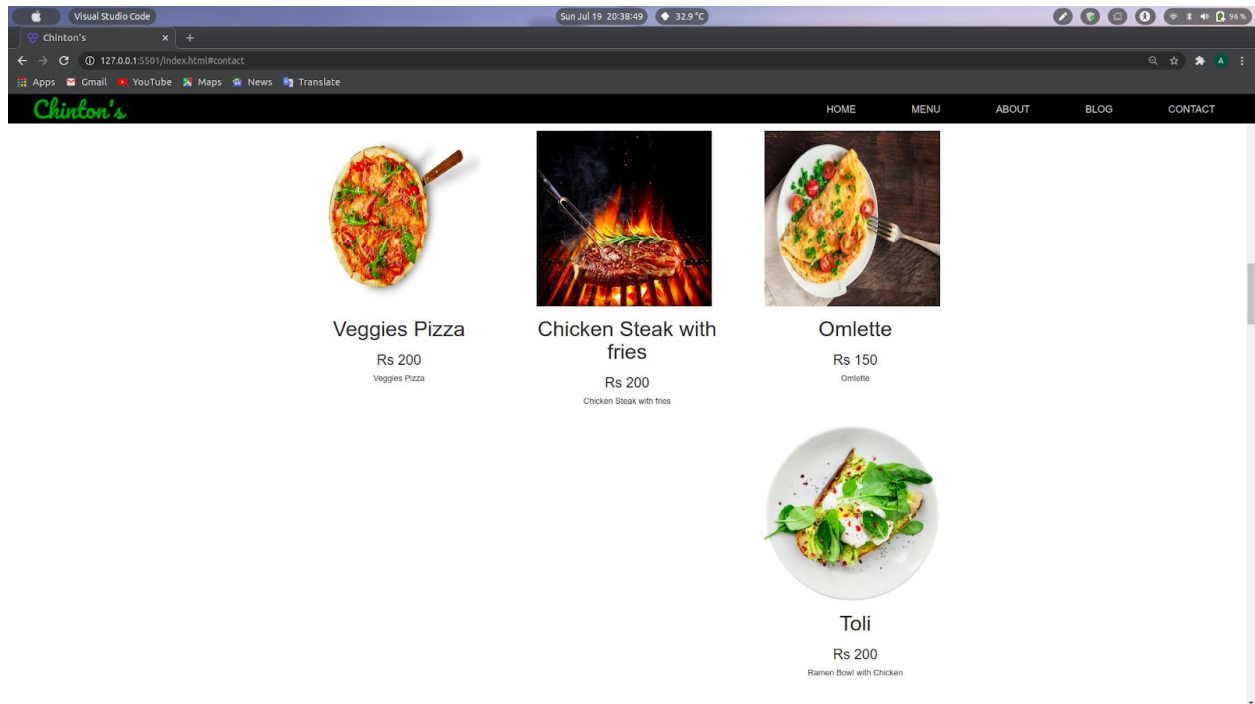 Visual Studio Code
Sun Jul 19 20:38:49
32.9 °C
96%
Chinton's
127.0.0.1:5501/index.html#contact
A
Apps Gmail YouTube Maps News Translate
Chinton's HOME MENU ABOUT BLOG CONTACT
Veggies Pizza
Rs 200
Veggies Pizza
Chicken Steak with
fries
Rs 200
Chicken Steak with fries
Omlette
Rs 150
Omlette
Toli
Rs 200
Ramen Bowl with Chicken